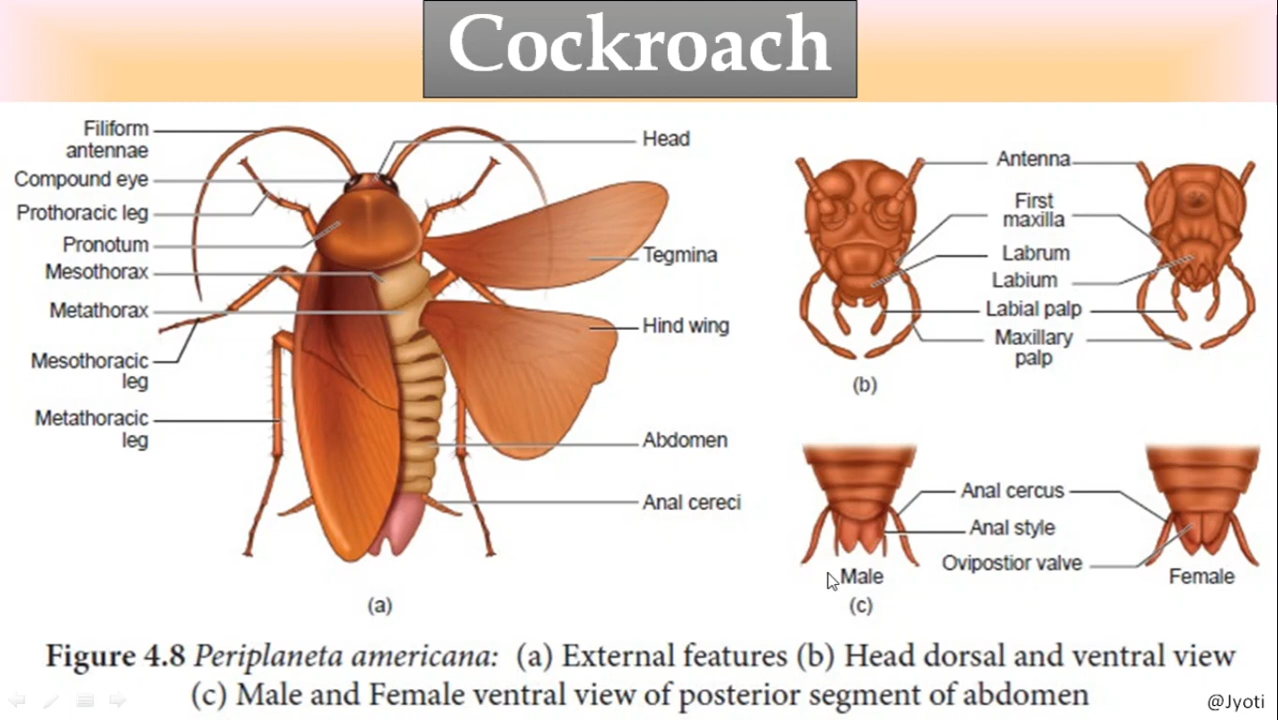 Cockroach
Filiform
antennae
Compound eye
Prothoracic leg
Pronotum
Mesothorax
Metathorax
Mesothoracic
leg
Metathoracic
leg
Head
Tegmina
Hind wing
Abdomen
Anal cereci
(a)
Antenna
First
maxilla
Labrum
Labium
Labial palp
Maxillary
palp
(b)
Anal cercus
Anal style
Ovipostior valve
Male
Female
(c)
Figure 4.8 Periplaneta americana: (a) External features (b) Head dorsal and ventral view
(c) Male and Female ventral view of posterior segment of abdomen
@Jyoti